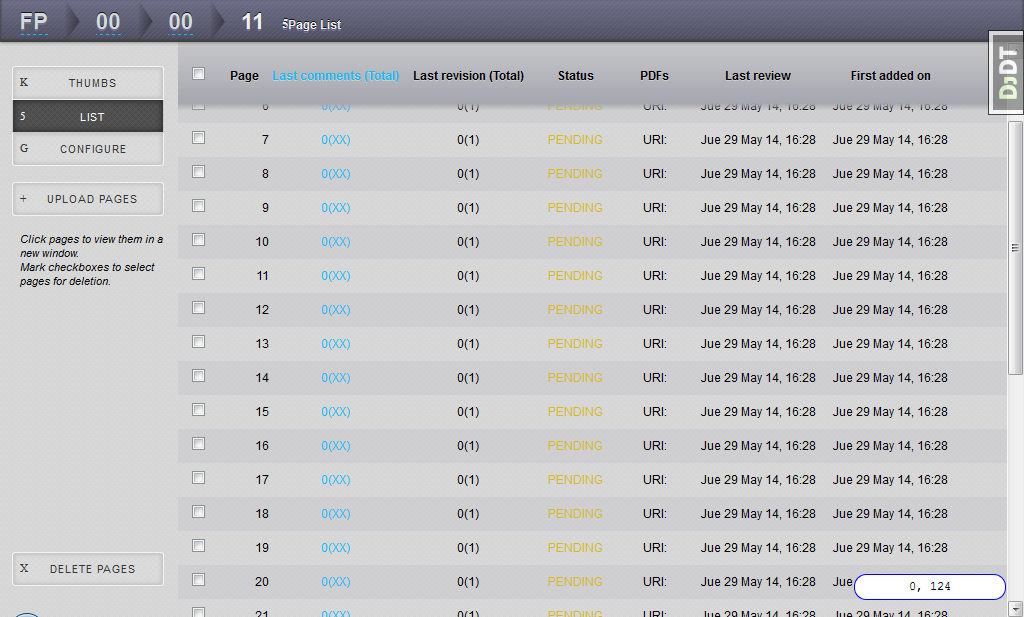 FP 00 00 11 5Page List
DJDT
K THUMBS
5 LIST
G CONFIGURE
+ UPLOAD PAGES
Click pages to view them in a
new window.
Mark checkboxes to select
pages for deletion.
X DELETE PAGES
Page Last comments (Total) Last revision (Total) Status PDFs Last review First added on
6 0(XX) 0(1) PENDING URI: Jue 29 May 14, 16:28 Jue 29 May 14, 16:28
7 0(XX) 0(1) PENDING URI: Jue 29 May 14, 16:28 Jue 29 May 14, 16:28
8 0(XX) 0(1) PENDING URI: Jue 29 May 14, 16:28 Jue 29 May 14, 16:28
9 0(XX) 0(1) PENDING URI: Jue 29 May 14, 16:28 Jue 29 May 14, 16:28
10 0(XX) 0(1) PENDING URI: Jue 29 May 14, 16:28 Jue 29 May 14, 16:28
11 0(XX) 0(1) PENDING URI: Jue 29 May 14, 16:28 Jue 29 May 14, 16:28
12 0(XX) 0(1) PENDING URI: Jue 29 May 14, 16:28 Jue 29 May 14, 16:28
13 0(XX) 0(1) PENDING URI: Jue 29 May 14, 16:28 Jue 29 May 14, 16:28
14 0(XX) 0(1) PENDING URI: Jue 29 May 14, 16:28 Jue 29 May 14, 16:28
15 0(XX) 0(1) PENDING URI: Jue 29 May 14, 16:28 Jue 29 May 14, 16:28
16 0(XX) 0(1) PENDING URI: Jue 29 May 14, 16:28 Jue 29 May 14, 16:28
17 0(XX) 0(1) PENDING URI: Jue 29 May 14, 16:28 Jue 29 May 14, 16:28
18 0(XX) 0(1) PENDING URI: Jue 29 May 14, 16:28 Jue 29 May 14, 16:28
19 0(XX) 0(1) PENDING URI: Jue 29 May 14, 16:28 Jue 29 May 14, 16:28
20 0(XX) 0(1) PENDING URI: Jue 29 May 14, 16:28 Jue
0, 124
21 0(XX) 0(1) PENDING URI: Jue 29 May 14, 16:28 Jue 29 May 14, 16:28